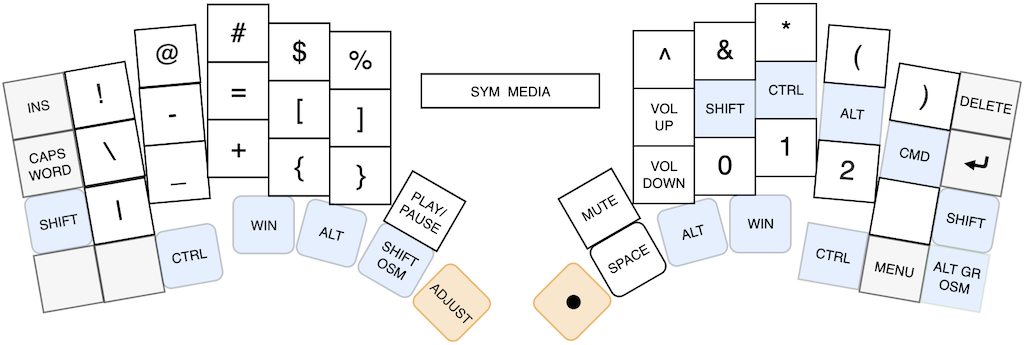 SYM MEDIA
INS
!
@
#
$
%
CAPS
WORD
\
-
=
[
]
SHIFT
|
_
+
{
}
CTRL
WIN
ALT
PLAY/
PAUSE
SHIFT
OSM
ADJUST
^
&
*
(
)
DELETE
VOL
UP
SHIFT
CTRL
ALT
CMD
↵
VOL
DOWN
0
1
2
SHIFT
MUTE
SPACE
ALT
WIN
CTRL
MENU
ALT GR
OSM
●